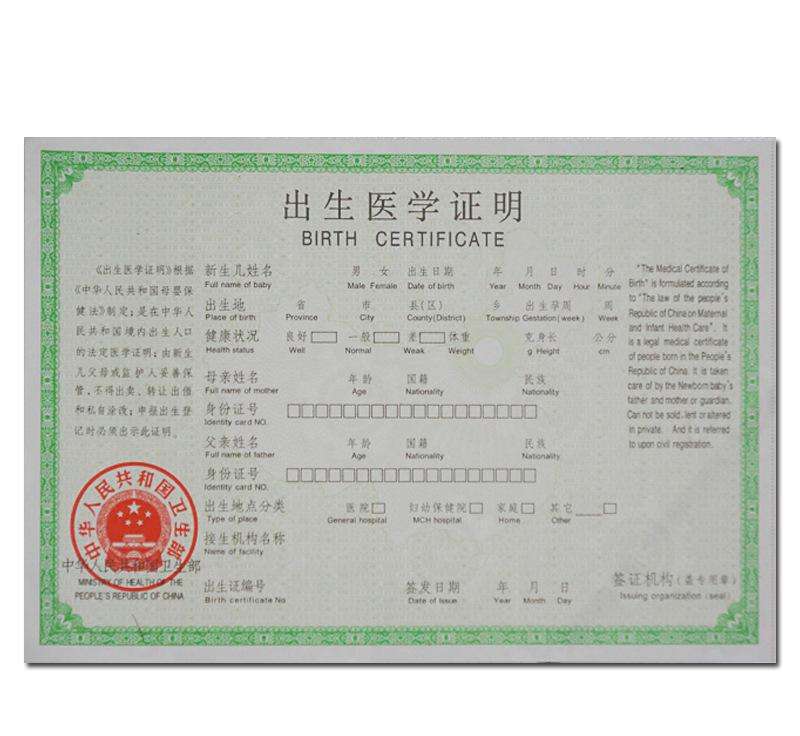 出生医学证明
BIRTH CERTIFICATE
《出生医学证明》根据
《中华人民共和国母婴保
健法》制定；是在中华人
民共和国境内出生人口
的法定医学证明；由新生
儿父母或监护人妥善保
管，不得出卖、转让出借
和私自涂改；申报出生登
记时必须出示此证明。
新生儿姓名 男 女 出生日期 年 月 日 时 分
Full name of baby Male Female Date of birth Year Month Day Hour Minute
出生地 省 市 县(区) 乡 出生孕周 周
Place of birth Province City County(District) Township Gestation(week) Week
健康状况 良好 一般 差 体重 克 身长 公分
Health status Well Normal Weak Weight g Height cm
母亲姓名 年龄 国籍 民族
Full name of mother Age Nationality Nationality
身份证号
Identity card NO.
父亲姓名 年龄 国籍 民族
Full name of father Age Nationality Nationality
身份证号
Identity card NO.
出生地点分类 医院 妇幼保健院 家庭 其它
Type of place General hospital MCH hospital Home Other
接生机构名称
Name of facility
出生证编号 签发日期 年 月 日
Birth certificate No Date of Issue Year Month Day
签证机构(盖专用章)
Issuing organization (seal)
"The Medical Certificate of
Birth" is formulated according
to "The law of the people's
Republic of China on Maternal
and Infant Health Care". It
is a legal medical certificate
of people born in the People's
Republic of China. It is taken
care of by the Newborn baby's
father and mother or guardian.
Can not be sold, lent or altered
in private. And it is referred
to upon civil registration.
中华人民共和国卫生部
中华人民共和国卫生部
MINISTRY OF HEALTH OF THE
PEOPLE'S REPUBLIC OF CHINA